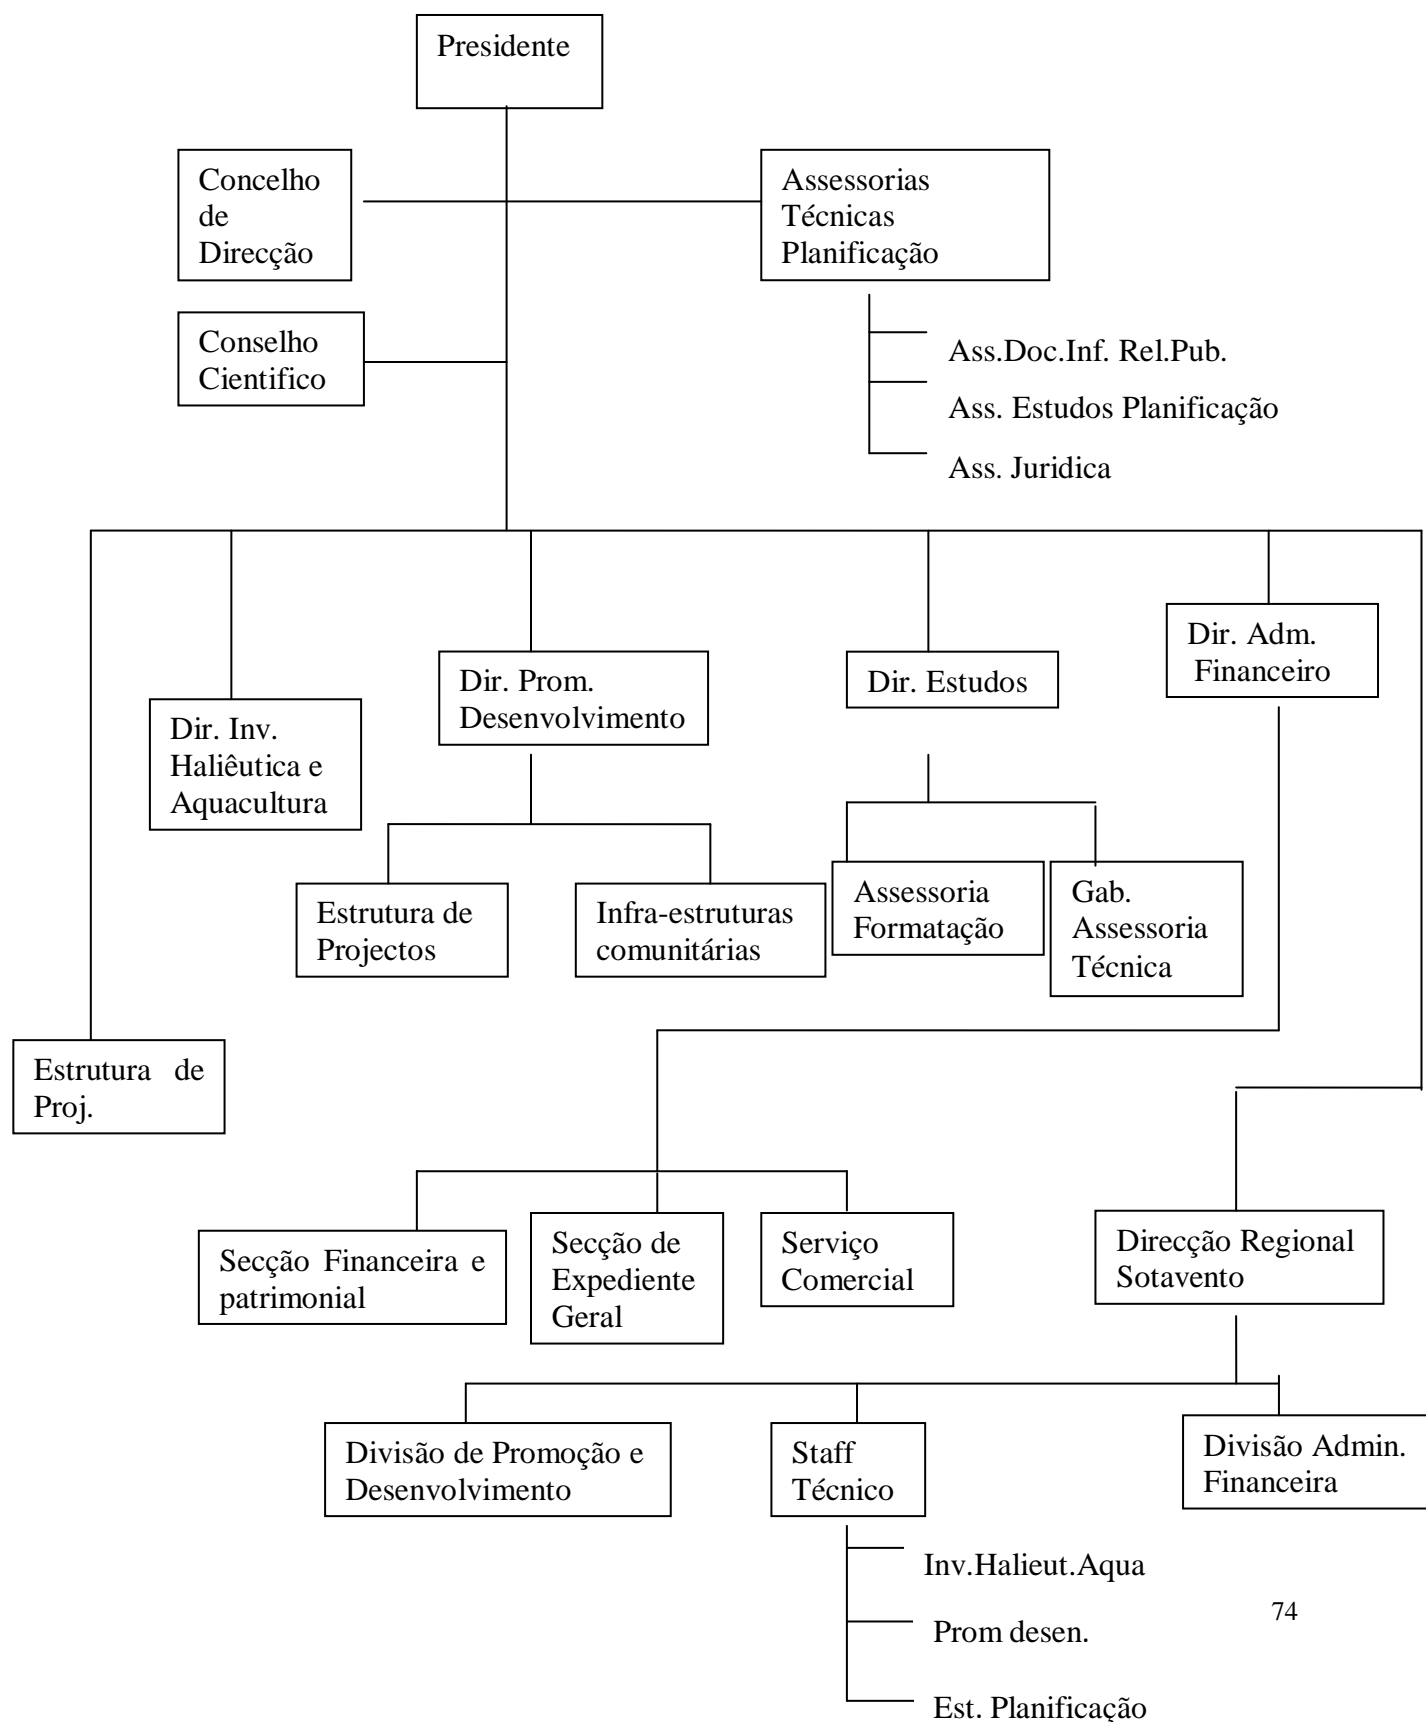 Presidente
Concelho
de
Direcção
Assessorias
Técnicas
Planificação
Conselho
Cientifico
Ass.Doc.Inf. Rel.Pub.
Ass. Estudos Planificação
Ass. Juridica
Dir. Adm.
Financeiro
Dir. Prom.
Desenvolvimento
Dir. Estudos
Dir. Inv.
Haliêutica e
Aquacultura
Estrutura de
Projectos
Infra-estruturas
comunitárias
Assessoria
Formatação
Gab.
Assessoria
Técnica
Estrutura de
Proj.
Secção Financeira e
patrimonial
Secção de
Expediente
Geral
Serviço
Comercial
Direcção Regional
Sotavento
Divisão de Promoção e
Desenvolvimento
Staff
Técnico
Divisão Admin.
Financeira
Inv.Halieut.Aqua
Prom desen.
Est. Planificação
74